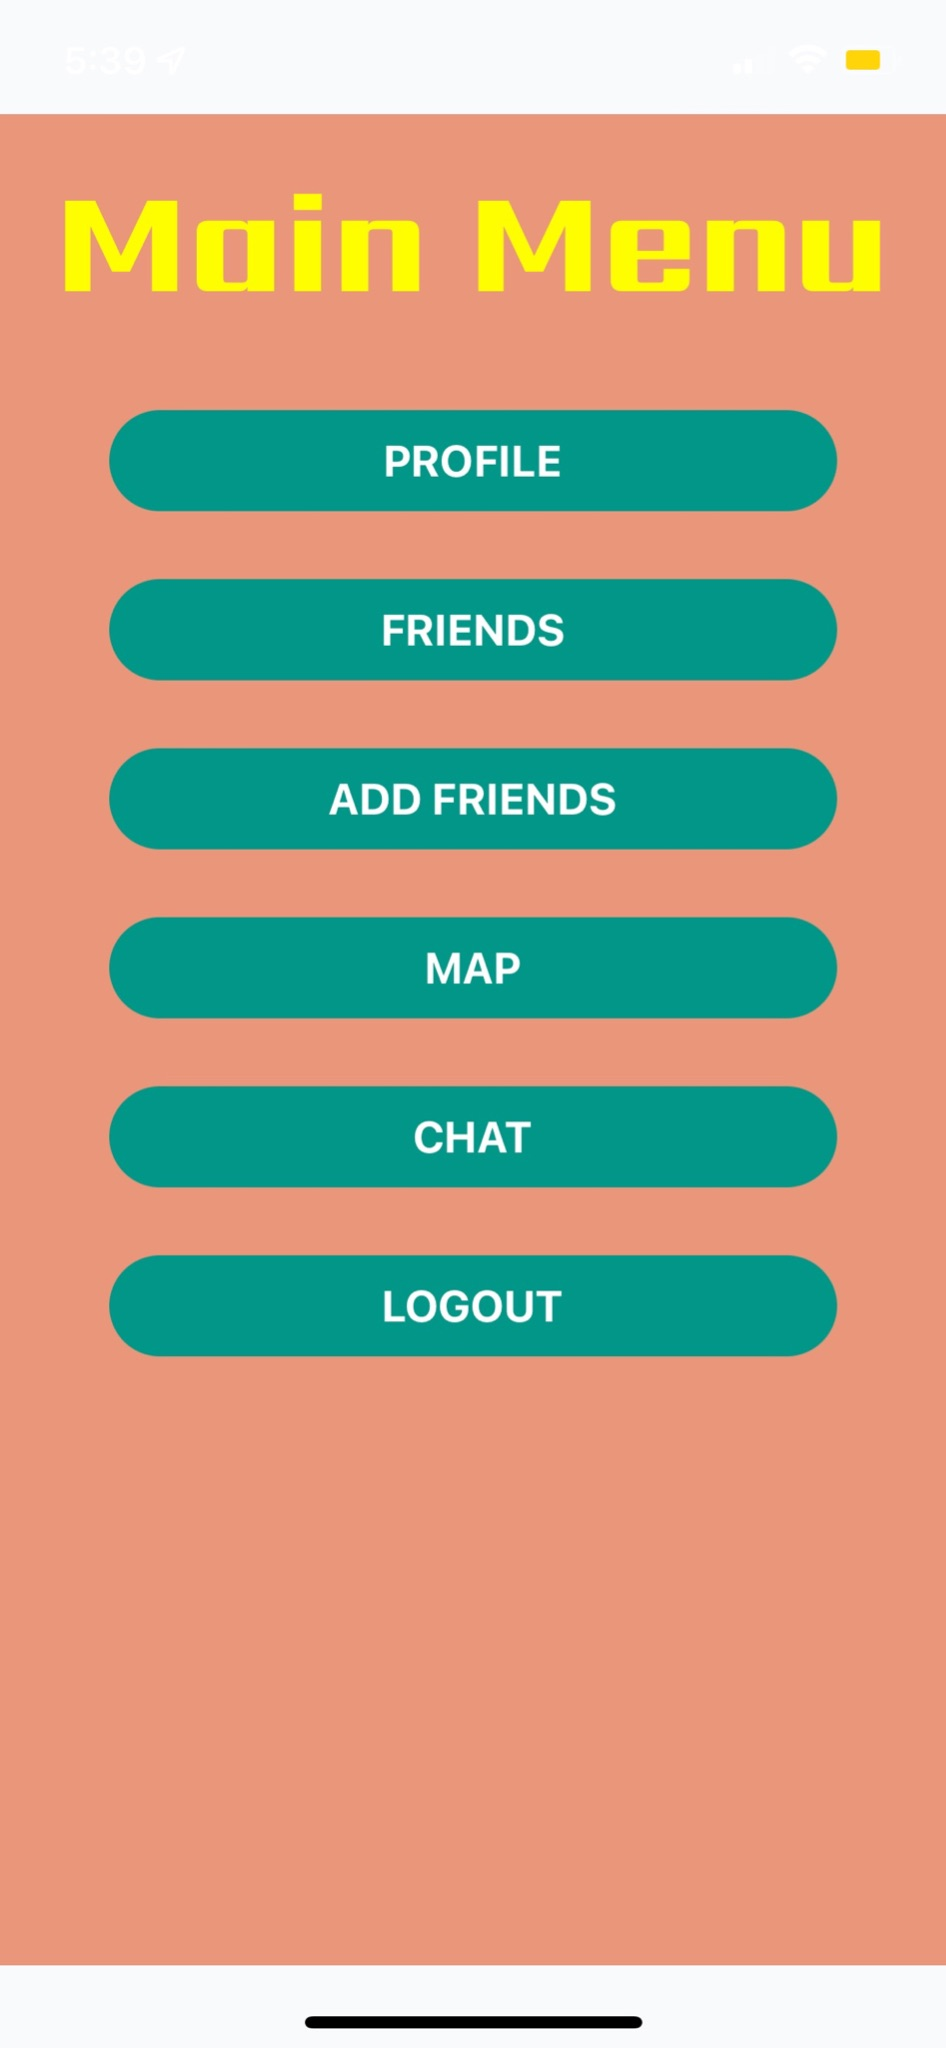 5:39
Main Menu
PROFILE
FRIENDS
ADD FRIENDS
MAP
CHAT
LOGOUT